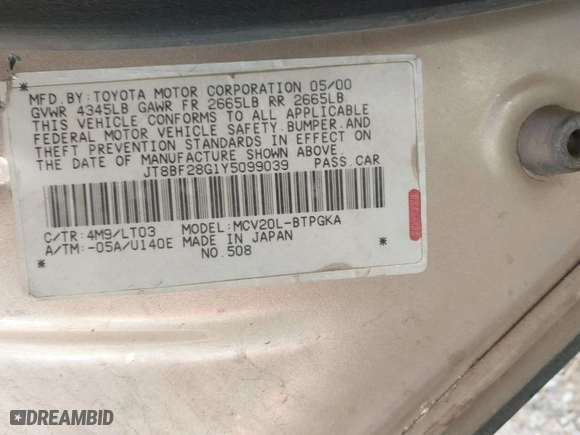 MFD.BY:TOYOTA MOTOR CORPORATION 05/00
GVWR 4345LB GAWR FR 2665LB RR 2665LB
THIS VEHICLE CONFORMS TO ALL APPLICABLE
FEDERAL MOTOR VEHICLE SAFETY,BUMPER,AND
THEFT PREVENTION STANDARDS IN EFFECT ON
THE DATE OF MANUFACTURE SHOWN ABOVE.
JT8BF28G1Y5099039 PASS.CAR
C/TR:4M9/LT03 MODEL:MCV20L-BTPGKA
A/TM:-05A/U140E MADE IN JAPAN
NO.508
DREAMBID